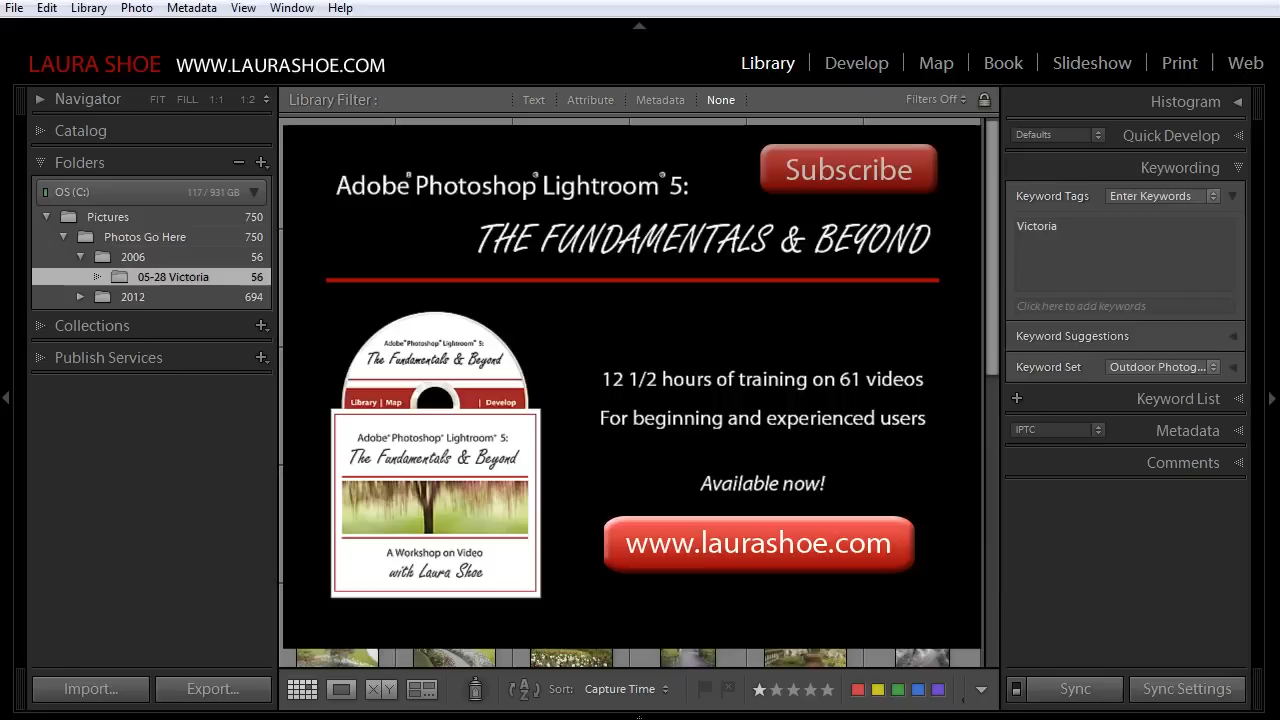 File Edit Library Photo Metadata View Window Help
LAURA SHOE WWW.LAURASHOE.COM
Library Develop Map Book Slideshow Print Web
Navigator FIT FILL 1:1 1:2
Catalog
Folders
OS (C:) 117 / 931 GB
Pictures 750
Photos Go Here 750
2006 56
05-28 Victoria 56
2012 694
Collections
Publish Services
Import... Export...
Library Filter : Text Attribute Metadata None Filters Off
Subscribe
Adobe® Photoshop® Lightroom® 5:
THE FUNDAMENTALS & BEYOND
Adobe® Photoshop® Lightroom® 5:
The Fundamentals & Beyond
Library | Map | Develop
Adobe® Photoshop® Lightroom® 5:
The Fundamentals & Beyond
A Workshop on Video
with Laura Shoe
12 1/2 hours of training on 61 videos
For beginning and experienced users
Available now!
www.laurashoe.com
Sort: Capture Time
Histogram
Defaults Quick Develop
Keywording
Keyword Tags Enter Keywords
Victoria
Click here to add keywords
Keyword Suggestions
Keyword Set Outdoor Photog...
Keyword List
IPTC Metadata
Comments
Sync Sync Settings